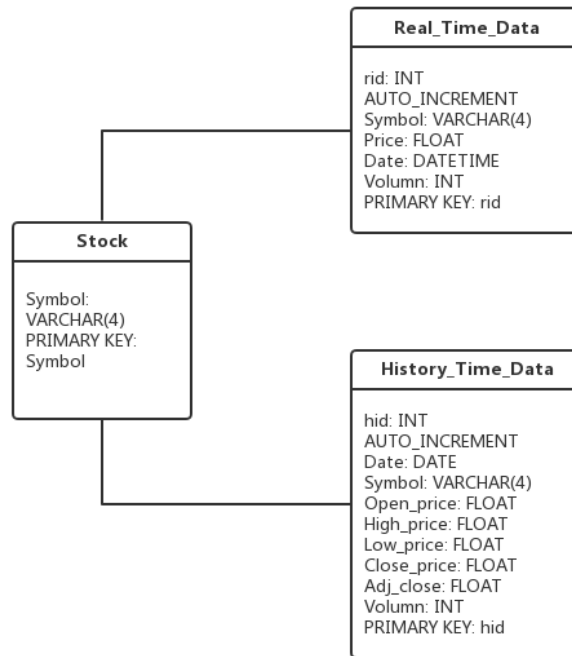 Real_Time_Data
rid: INT
AUTO_INCREMENT
Symbol: VARCHAR(4)
Price: FLOAT
Date: DATETIME
Volumn: INT
PRIMARY KEY: rid
Stock
Symbol:
VARCHAR(4)
PRIMARY KEY:
Symbol
History_Time_Data
hid: INT
AUTO_INCREMENT
Date: DATE
Symbol: VARCHAR(4)
Open_price: FLOAT
High_price: FLOAT
Low_price: FLOAT
Close_price: FLOAT
Adj_close: FLOAT
Volumn: INT
PRIMARY KEY: hid